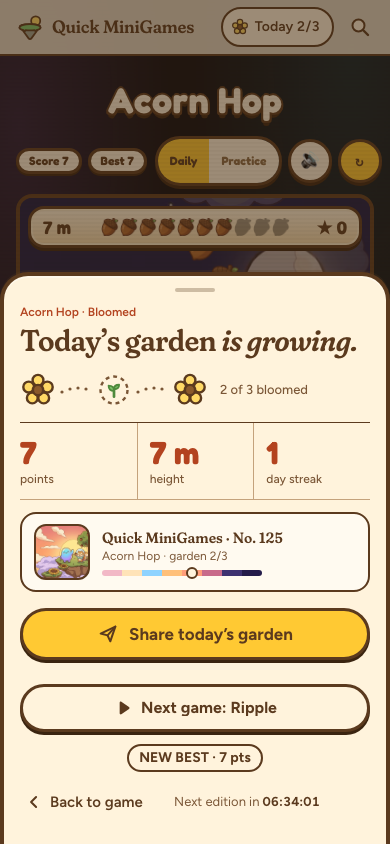 Quick MiniGames
Today 2/3
Acorn Hop
Score 7
Best 7
Daily
Practice
7 m
★ 0
Acorn Hop · Bloomed
Today's garden is growing.
2 of 3 bloomed
7
points
7 m
height
1
day streak
Quick MiniGames · No. 125
Acorn Hop · garden 2/3
Share today's garden
Next game: Ripple
NEW BEST · 7 pts
Back to game
Next edition in 06:34:01